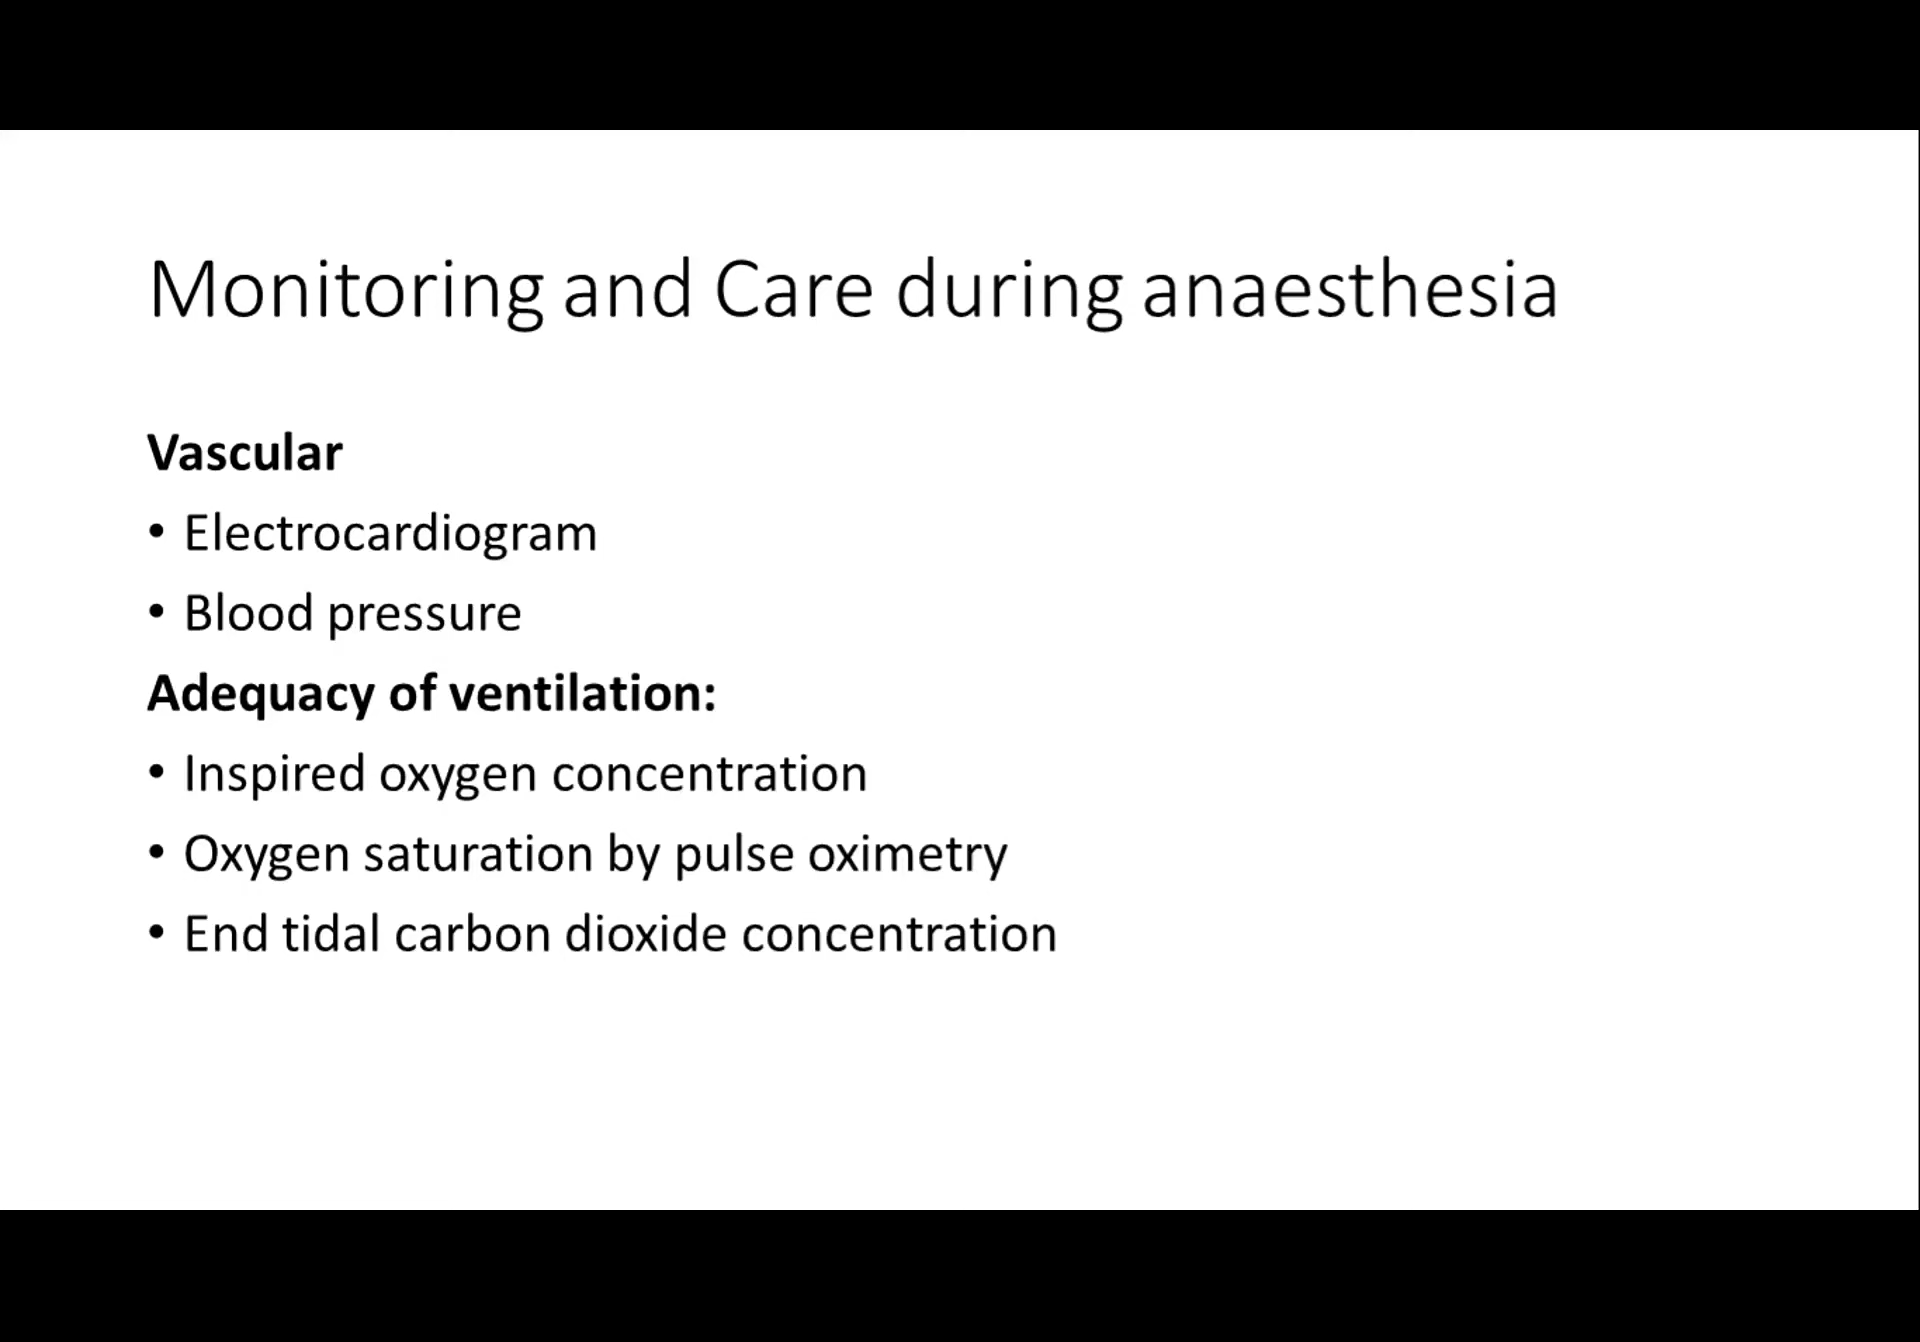 Monitoring and Care during anaesthesia
Vascular
• Electrocardiogram
• Blood pressure
Adequacy of ventilation:
• Inspired oxygen concentration
• Oxygen saturation by pulse oximetry
• End tidal carbon dioxide concentration